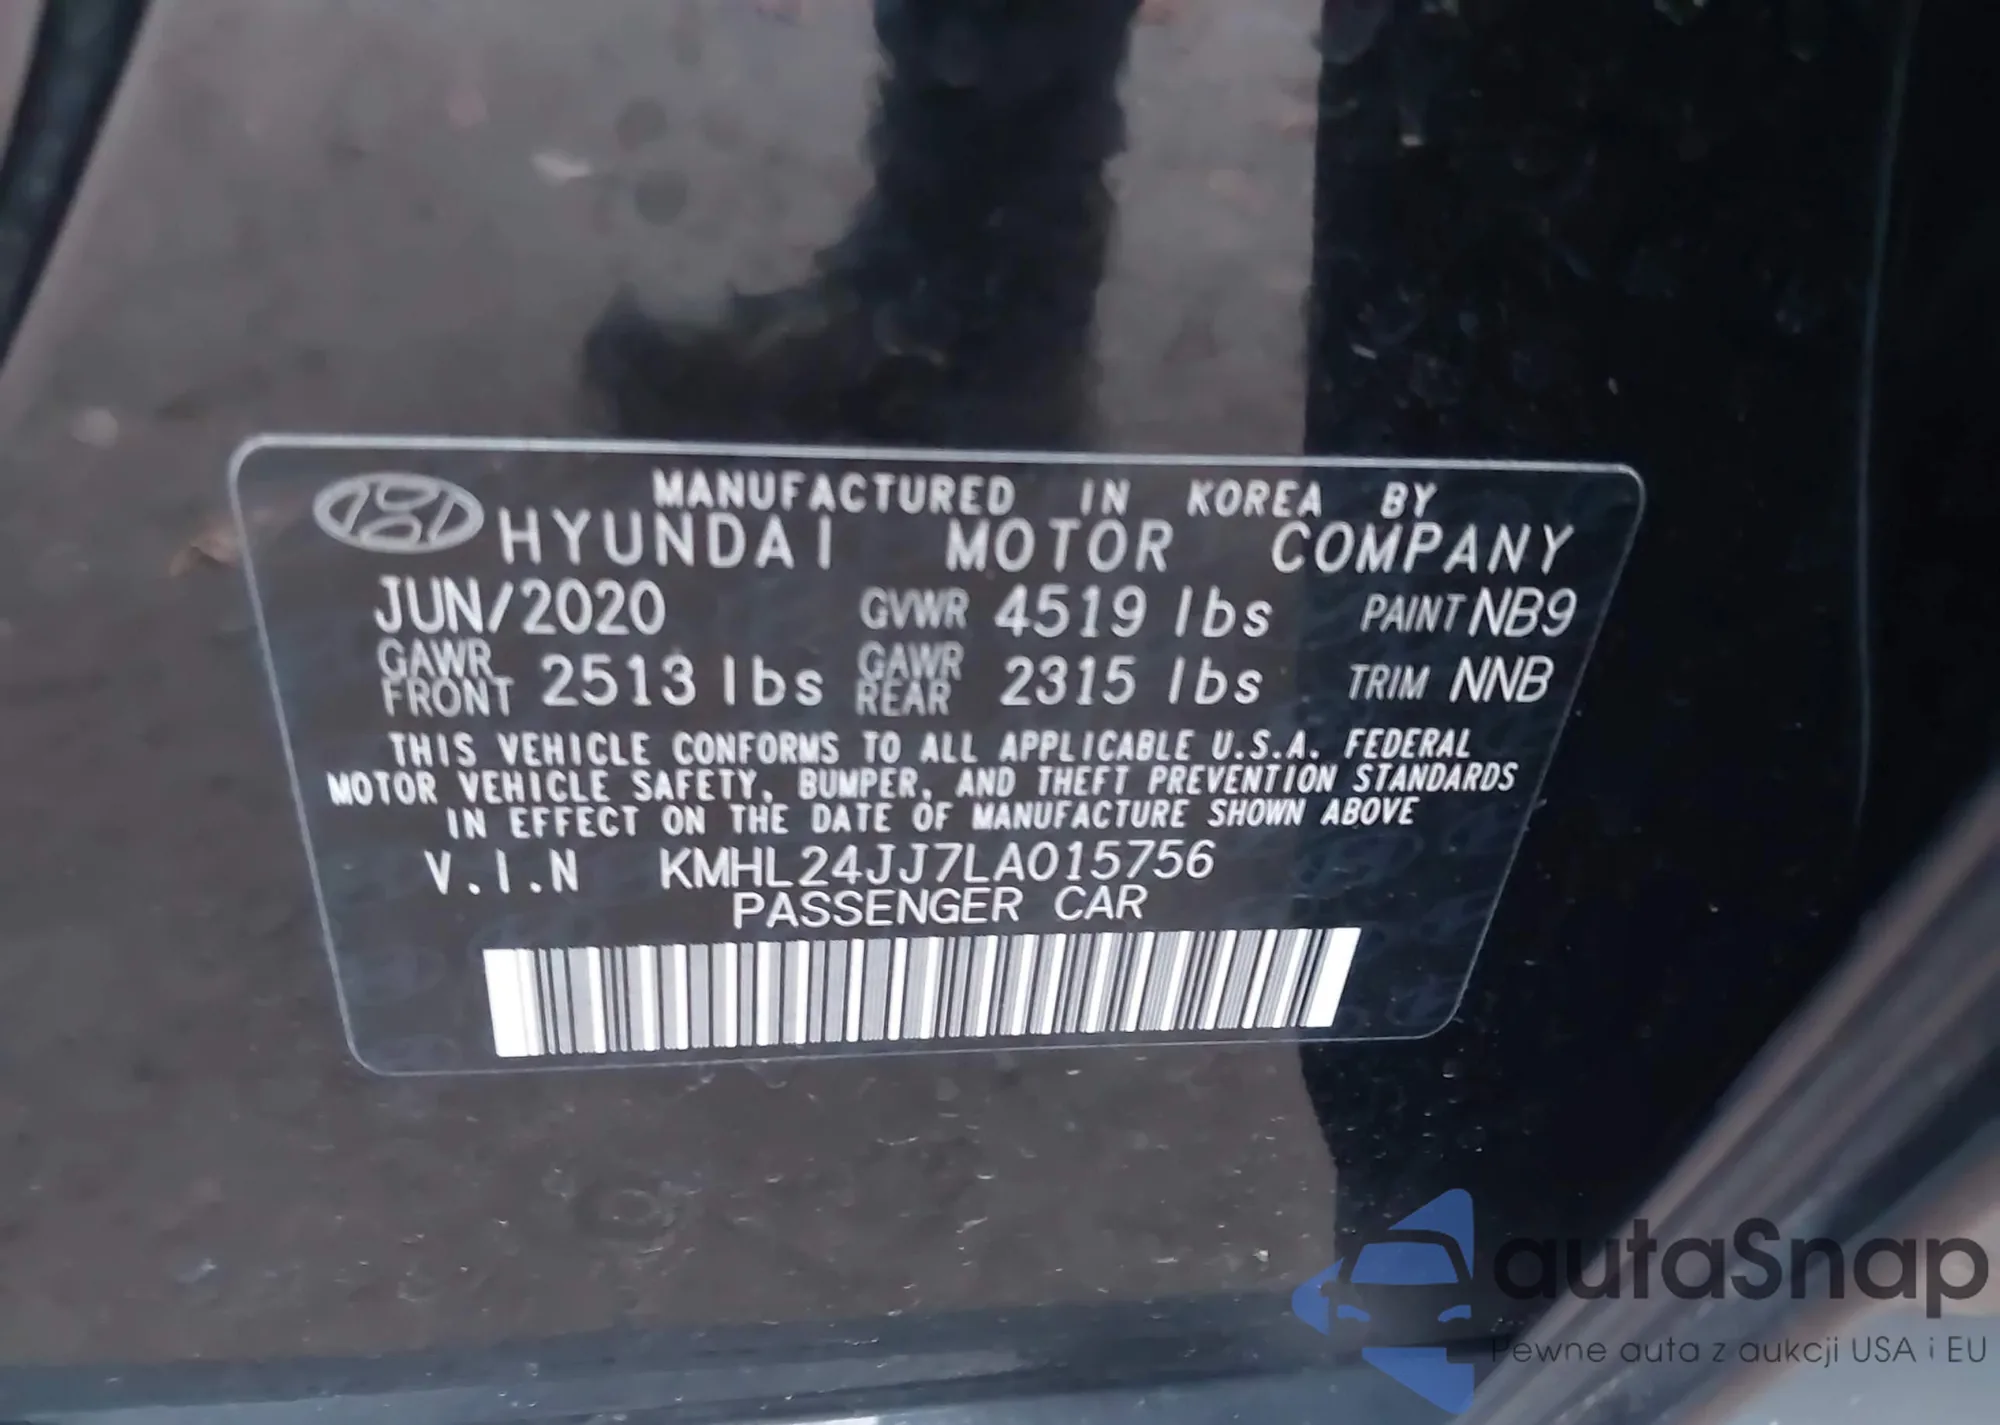 MANUFACTURED IN KOREA BY
HYUNDAI MOTOR COMPANY
JUN/2020 GVWR 4519 lbs PAINT NB9
GAWR FRONT 2513 lbs GAWR REAR 2315 lbs TRIM NNB
THIS VEHICLE CONFORMS TO ALL APPLICABLE U.S.A. FEDERAL
MOTOR VEHICLE SAFETY, BUMPER, AND THEFT PREVENTION STANDARDS
IN EFFECT ON THE DATE OF MANUFACTURE SHOWN ABOVE
V.I.N KMHL24JJ7LA015756
PASSENGER CAR
autaSnap
Pewne auta z aukcji USA i EU